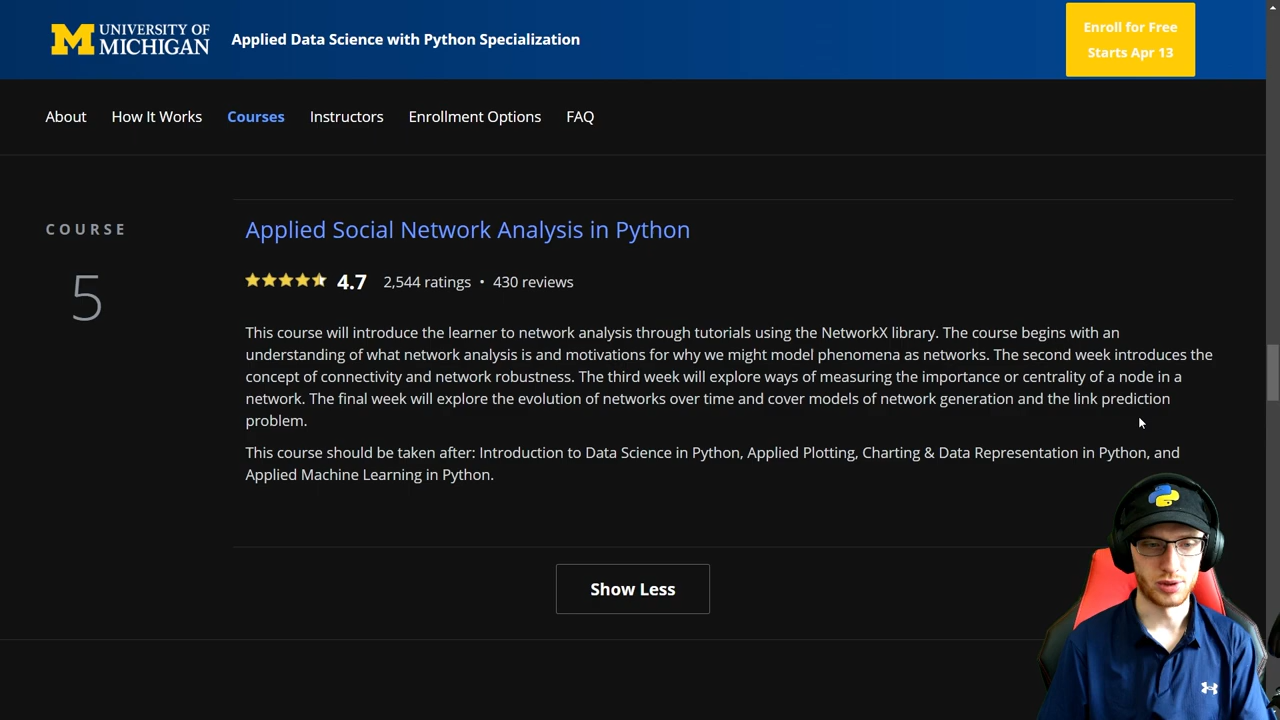 UNIVERSITY OF
MICHIGAN
Applied Data Science with Python Specialization
Enroll for Free
Starts Apr 13
About
How It Works
Courses
Instructors
Enrollment Options
FAQ
COURSE
5
Applied Social Network Analysis in Python
4.7 2,544 ratings • 430 reviews
This course will introduce the learner to network analysis through tutorials using the NetworkX library. The course begins with an
understanding of what network analysis is and motivations for why we might model phenomena as networks. The second week introduces the
concept of connectivity and network robustness. The third week will explore ways of measuring the importance or centrality of a node in a
network. The final week will explore the evolution of networks over time and cover models of network generation and the link prediction
problem.
This course should be taken after: Introduction to Data Science in Python, Applied Plotting, Charting & Data Representation in Python, and
Applied Machine Learning in Python.
Show Less